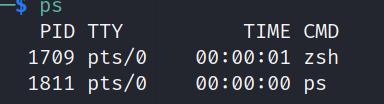 ─$ ps
PID TTY TIME CMD
1709 pts/0 00:00:01 zsh
1811 pts/0 00:00:00 ps